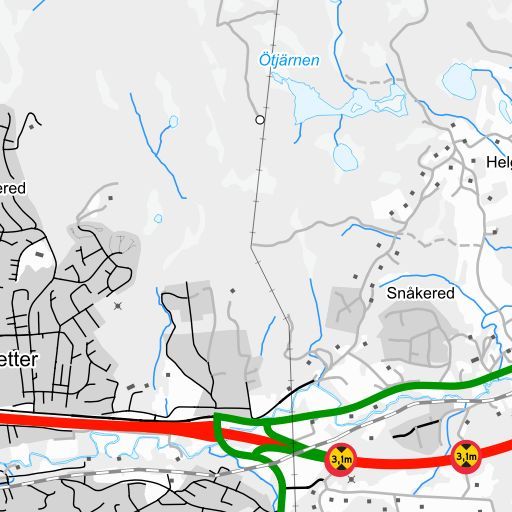 Ötjärnen
Helg
ered
Snåkered
etter
3,1m
3,1m